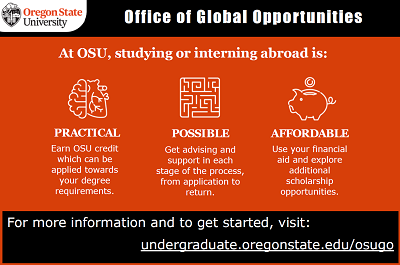 Oregon State
University
Office of Global Opportunities
At OSU, studying or interning abroad is:
PRACTICAL
Earn OSU credit
which can be
applied towards
your degree
requirements.
POSSIBLE
Get advising and
support in each
stage of the process,
from application to
return.
AFFORDABLE
Use your financial
aid and explore
additional
scholarship
opportunities.
For more information and to get started, visit:
undergraduate.oregonstate.edu/osugo